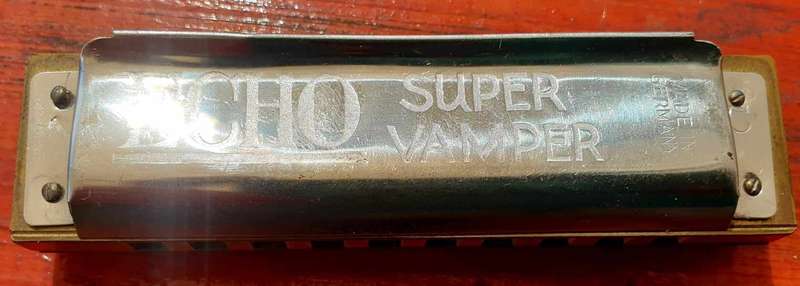 ECHO
SUPER
VAMPER
MADE IN
GERMANY